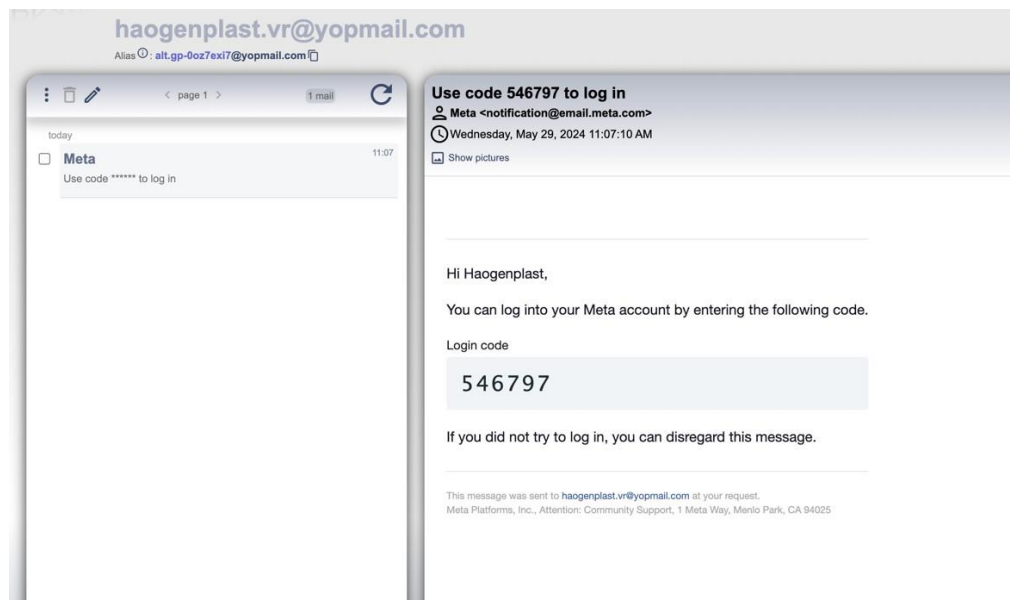 haogenplast.vr@yopmail.com
Alias : alt.gp-0oz7exi7@yopmail.com
< page 1 >
1 mail
today
Meta
11:07
Use code ****** to log in
Use code 546797 to log in
Meta <notification@email.meta.com>
Wednesday, May 29, 2024 11:07:10 AM
Show pictures
Hi Haogenplast,
You can log into your Meta account by entering the following code.
Login code
546797
If you did not try to log in, you can disregard this message.
This message was sent to haogenplast.vr@yopmail.com at your request.
Meta Platforms, Inc., Attention: Community Support, 1 Meta Way, Menlo Park, CA 94025